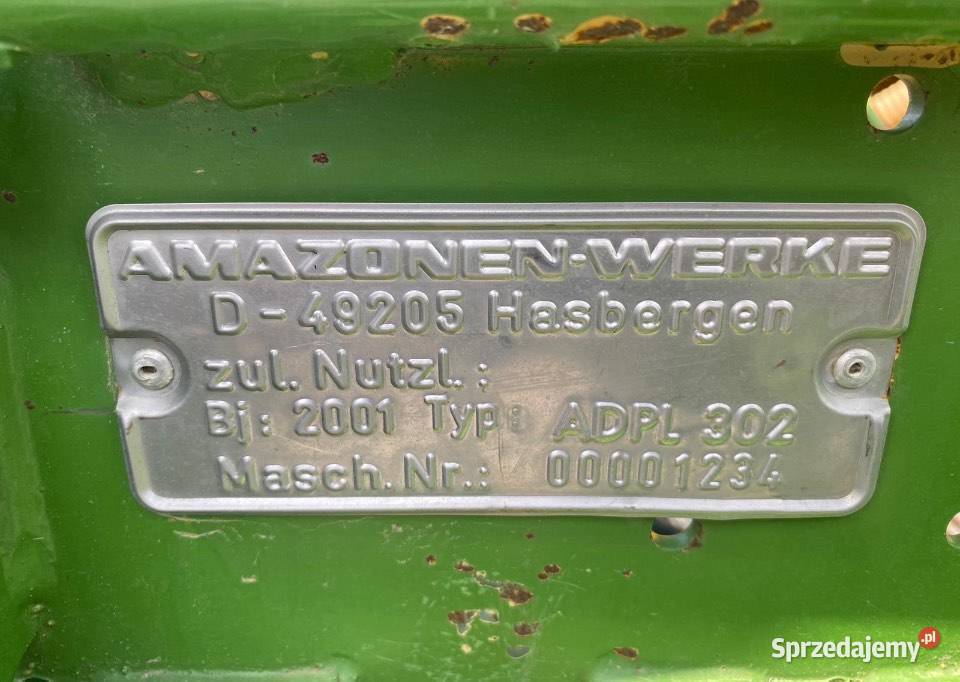 AMAZONEN-WERKE
D-49205 Hasbergen
zul. Nutzl. :
Bj: 2001 Typ: ADPL 302
Masch. Nr.: 00001234
Sprzedajemy.pl